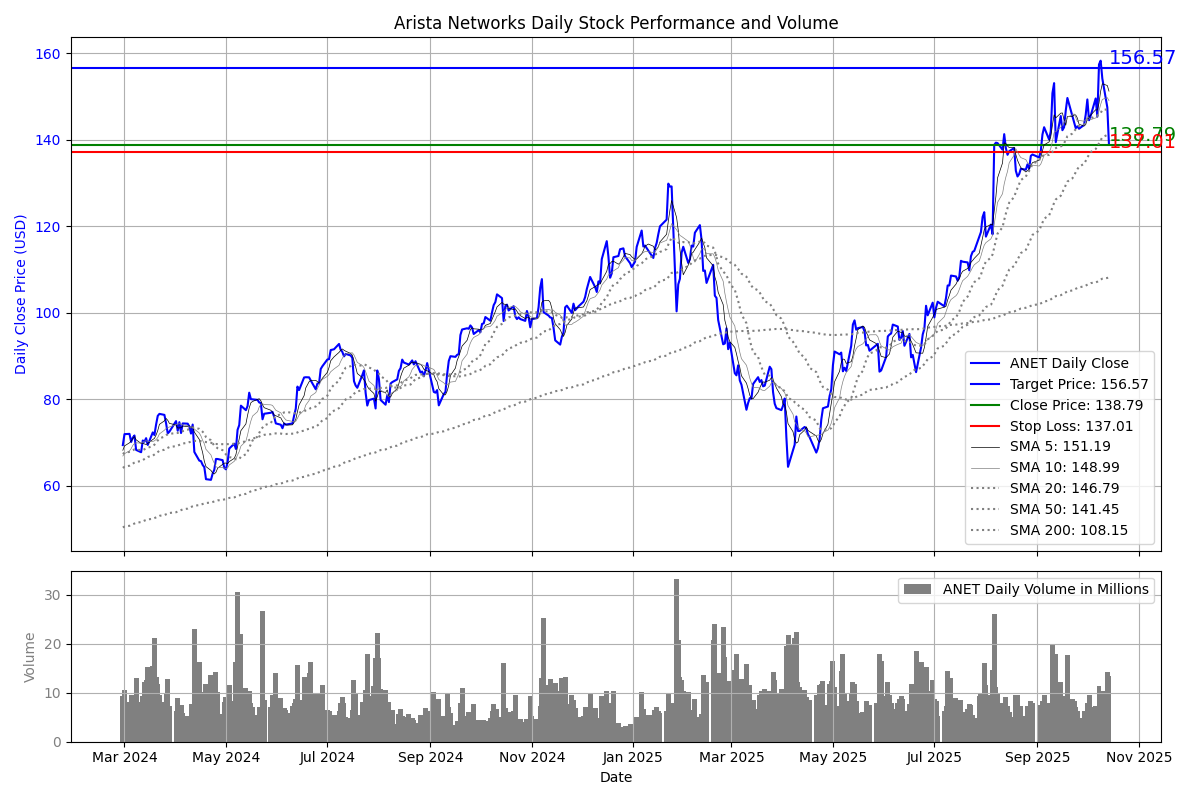 Arista Networks Daily Stock Performance and Volume
160
156.57
140
138.79
137.01
120
100
80
60
Daily Close Price (USD)
ANET Daily Close
Target Price: 156.57
Close Price: 138.79
Stop Loss: 137.01
SMA 5: 151.19
SMA 10: 148.99
SMA 20: 146.79
SMA 50: 141.45
SMA 200: 108.15
30
20
10
0
Volume
ANET Daily Volume in Millions
Mar 2024 May 2024 Jul 2024 Sep 2024 Nov 2024 Jan 2025 Mar 2025 May 2025 Jul 2025 Sep 2025 Nov 2025
Date